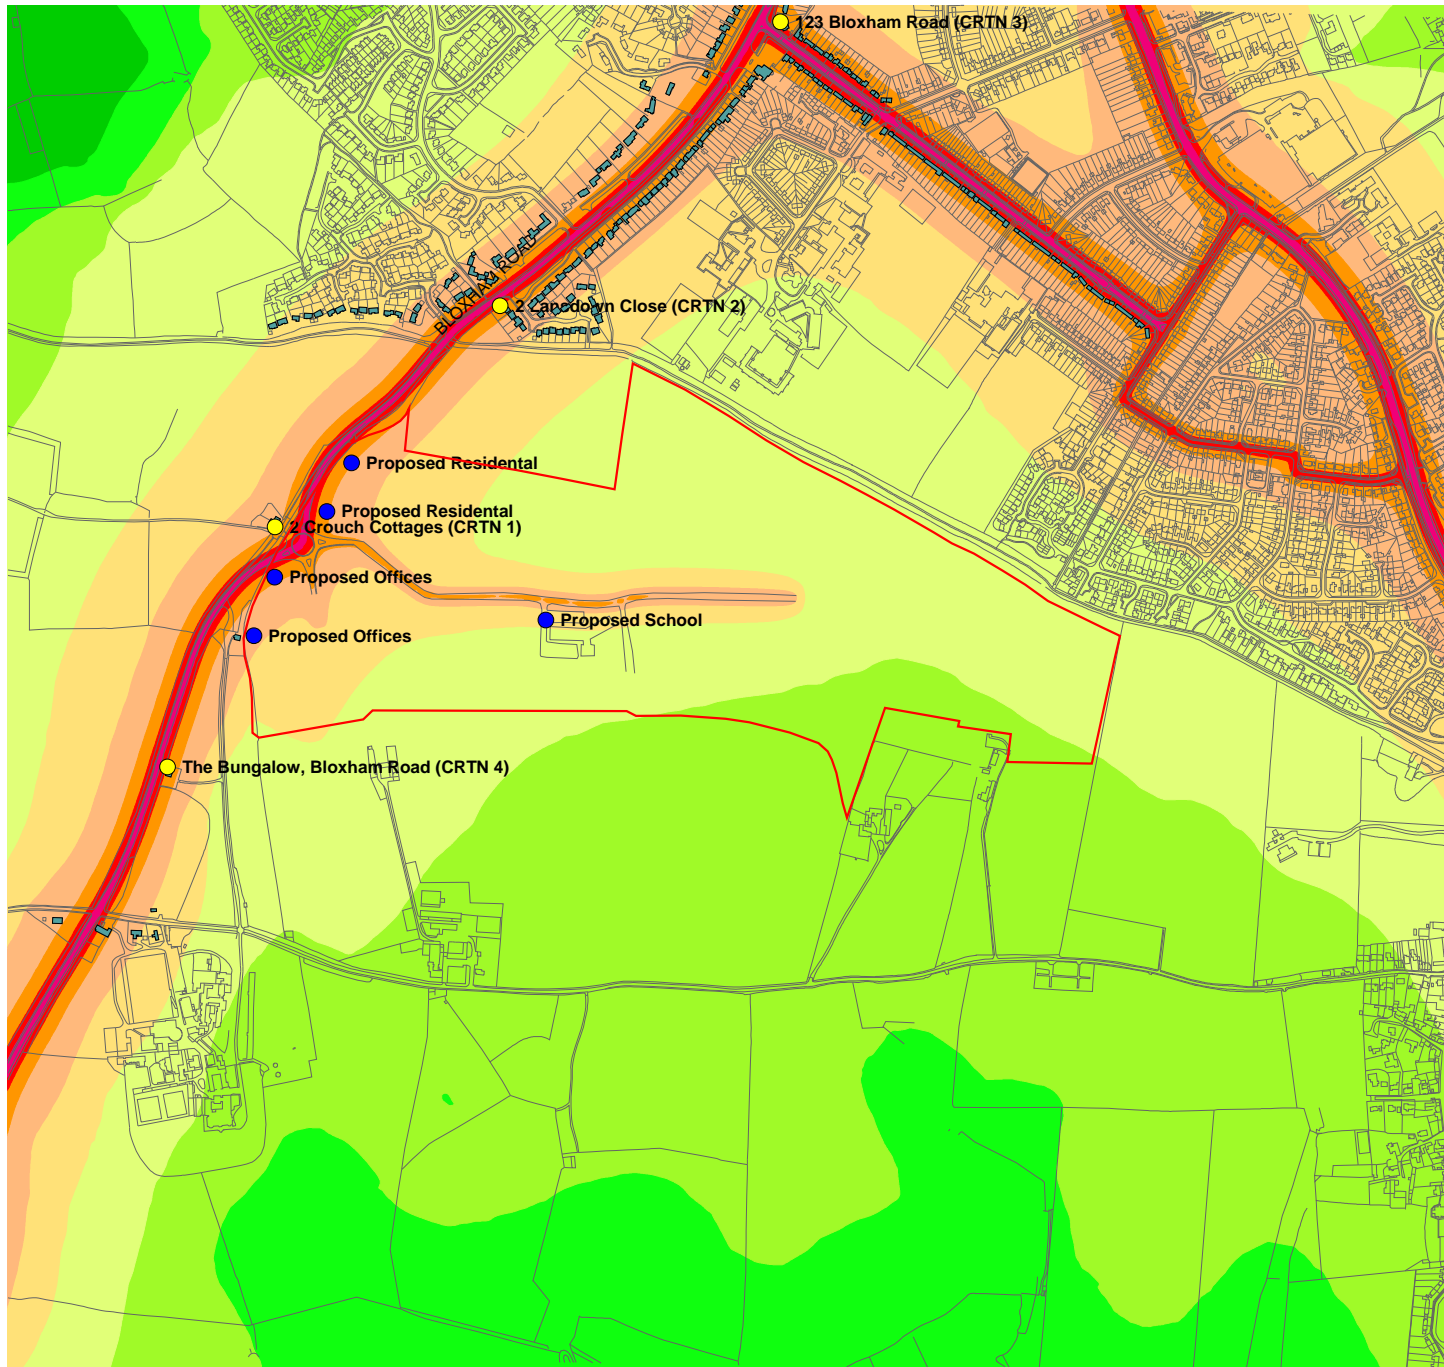 123 Bloxham Road (CRTN 3)
BLOXHAM ROAD
2 Lansdown Close (CRTN 2)
Proposed Residental
Proposed Residental
2 Crouch Cottages (CRTN 1)
Proposed Offices
Proposed School
Proposed Offices
The Bungalow, Bloxham Road (CRTN 4)